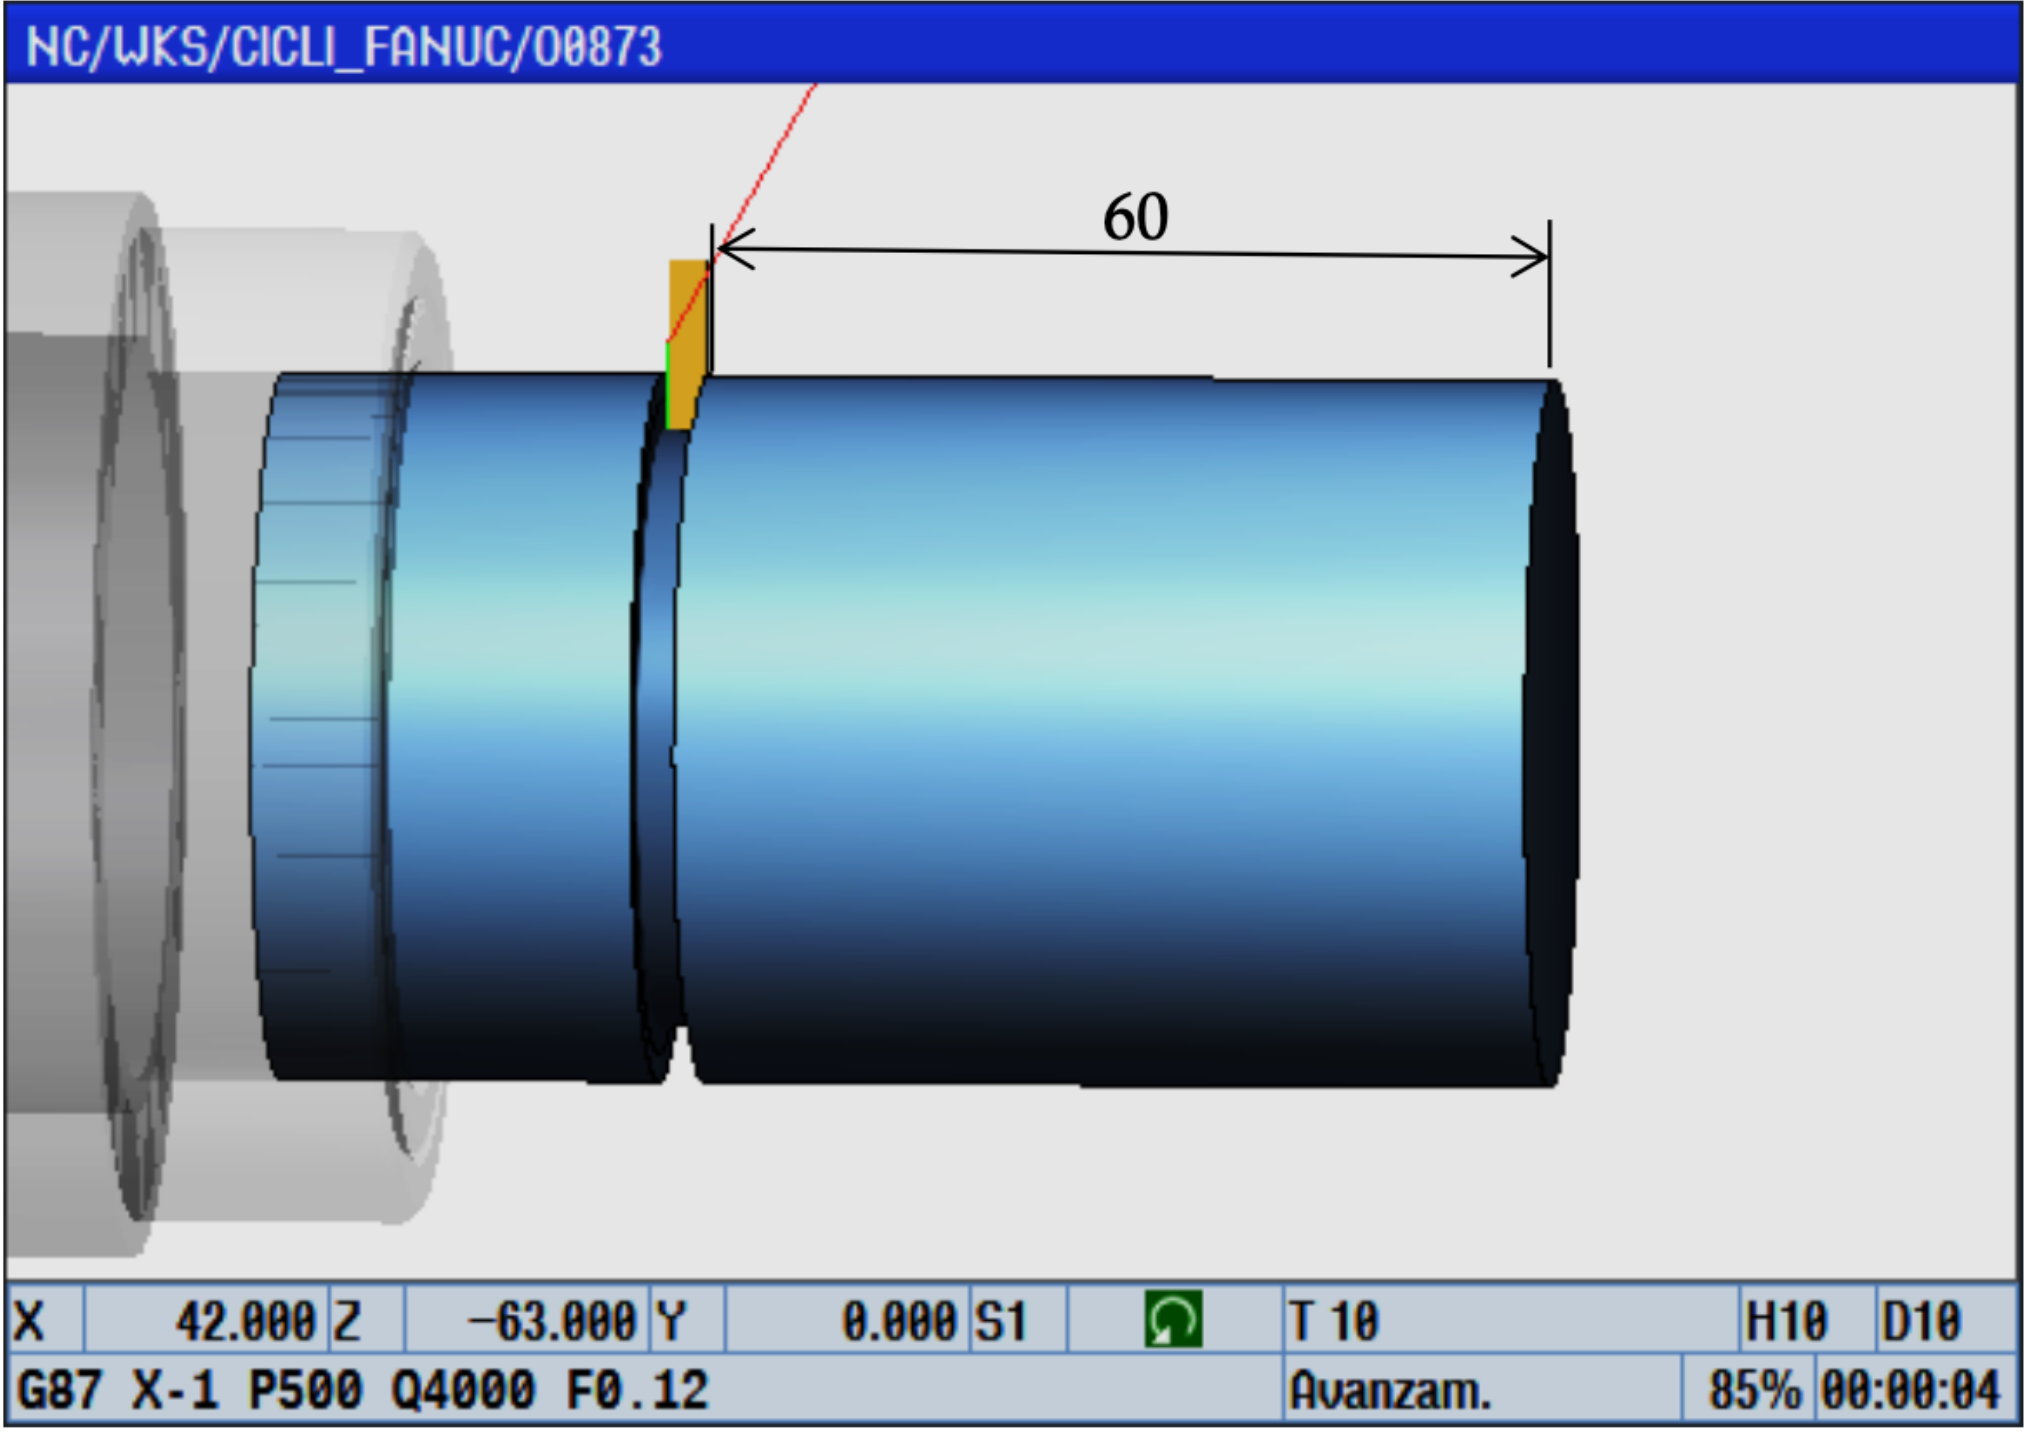 NC/WKS/CICLI_FANUC/O0873
60
X 42.000 Z -63.000 Y 0.000 S1 T 10 H10 D10
G87 X-1 P500 Q4000 F0.12 Avanzam. 85% 00:00:04